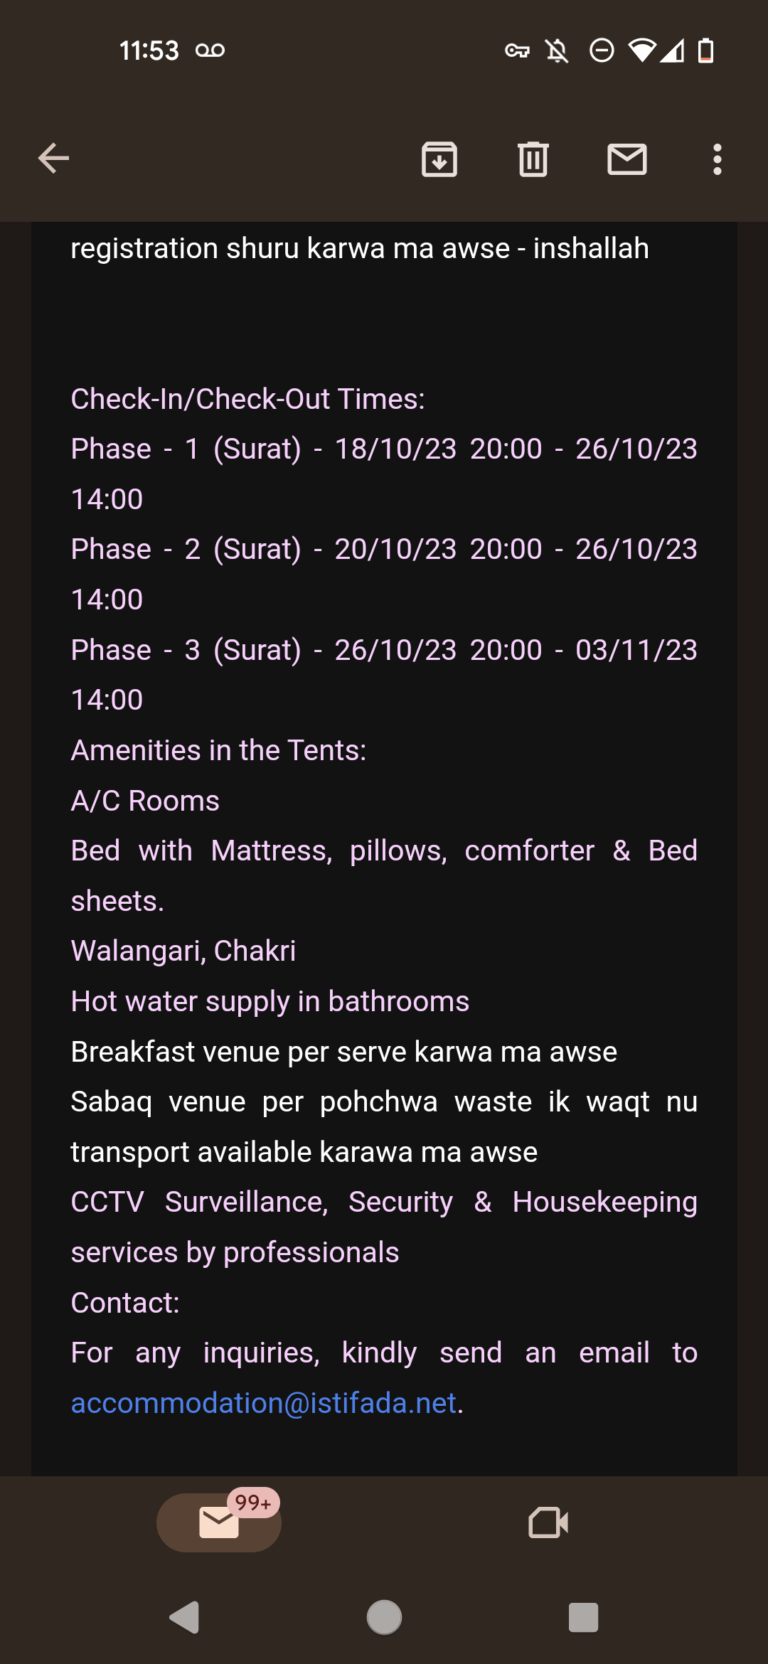 11:53
registration shuru karwa ma awse - inshallah
Check-In/Check-Out Times:
Phase - 1 (Surat) - 18/10/23 20:00 - 26/10/23
14:00
Phase - 2 (Surat) - 20/10/23 20:00 - 26/10/23
14:00
Phase - 3 (Surat) - 26/10/23 20:00 - 03/11/23
14:00
Amenities in the Tents:
A/C Rooms
Bed with Mattress, pillows, comforter & Bed
sheets.
Walangari, Chakri
Hot water supply in bathrooms
Breakfast venue per serve karwa ma awse
Sabaq venue per pohchwa waste ik waqt nu
transport available karawa ma awse
CCTV Surveillance, Security & Housekeeping
services by professionals
Contact:
For any inquiries, kindly send an email to
accommodation@istifada.net.
99+